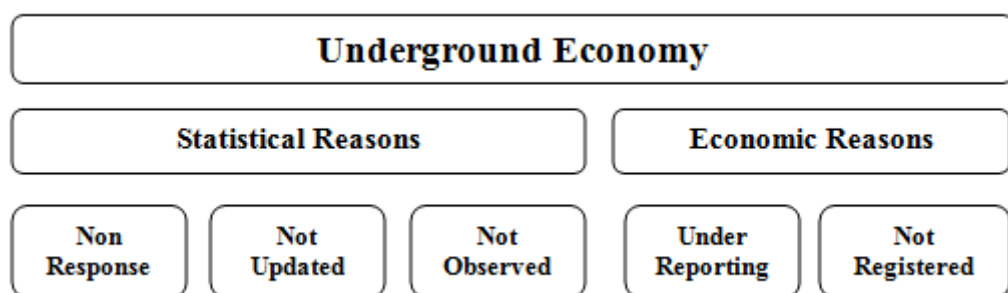 Underground Economy
Statistical Reasons
Economic Reasons
Non
Response
Not
Updated
Not
Observed
Under
Reporting
Not
Registered